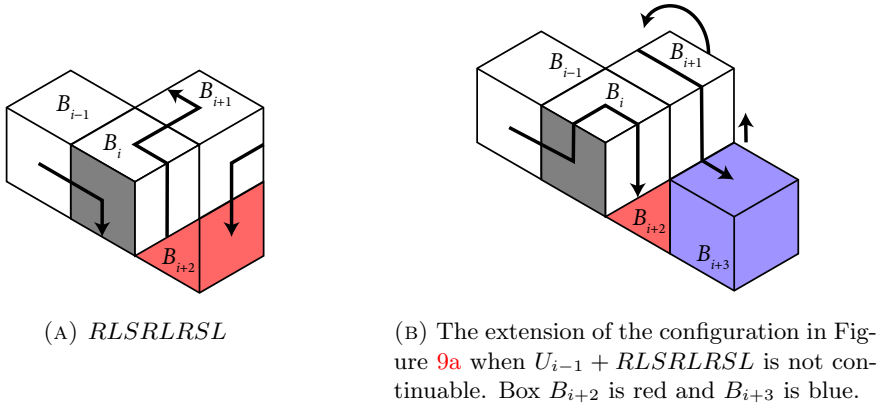 B_{i−1}
B_{i+1}
B_i
B_{i+2}
B_{i−1}
B_{i+1}
B_i
B_{i+2}
B_{i+3}
(A) RLSRLRSL
(B) The extension of the configuration in Fig-
ure 9a when U_{i−1} + RLSRLRSL is not con-
tinuable. Box B_{i+2} is red and B_{i+3} is blue.